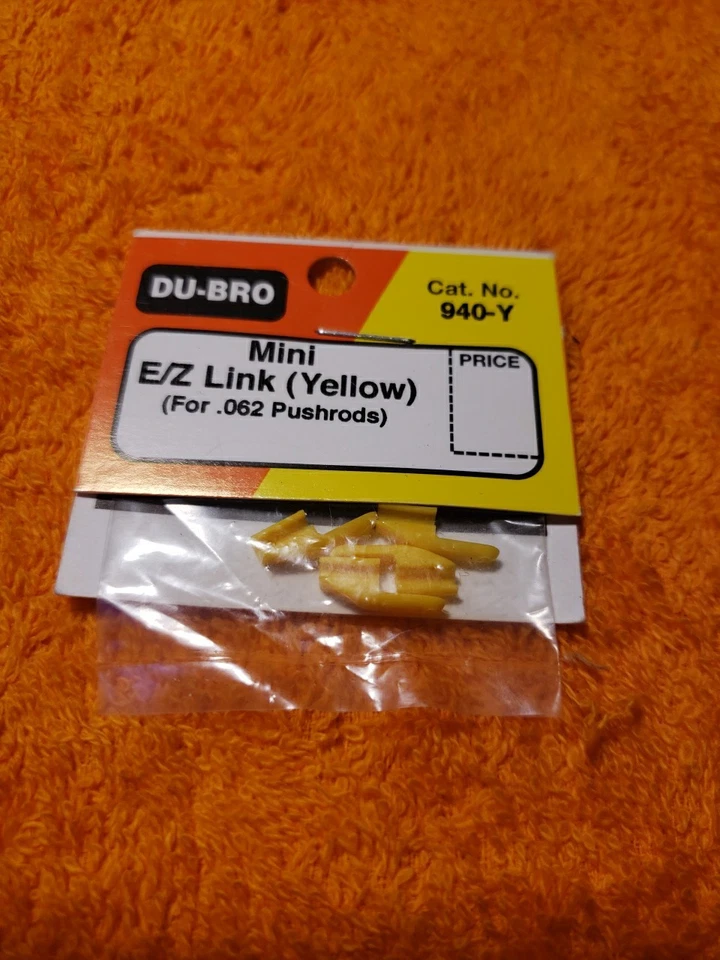 DU-BRO
Cat. No.
940-Y
Mini
E/Z Link (Yellow)
(For .062 Pushrods)
PRICE